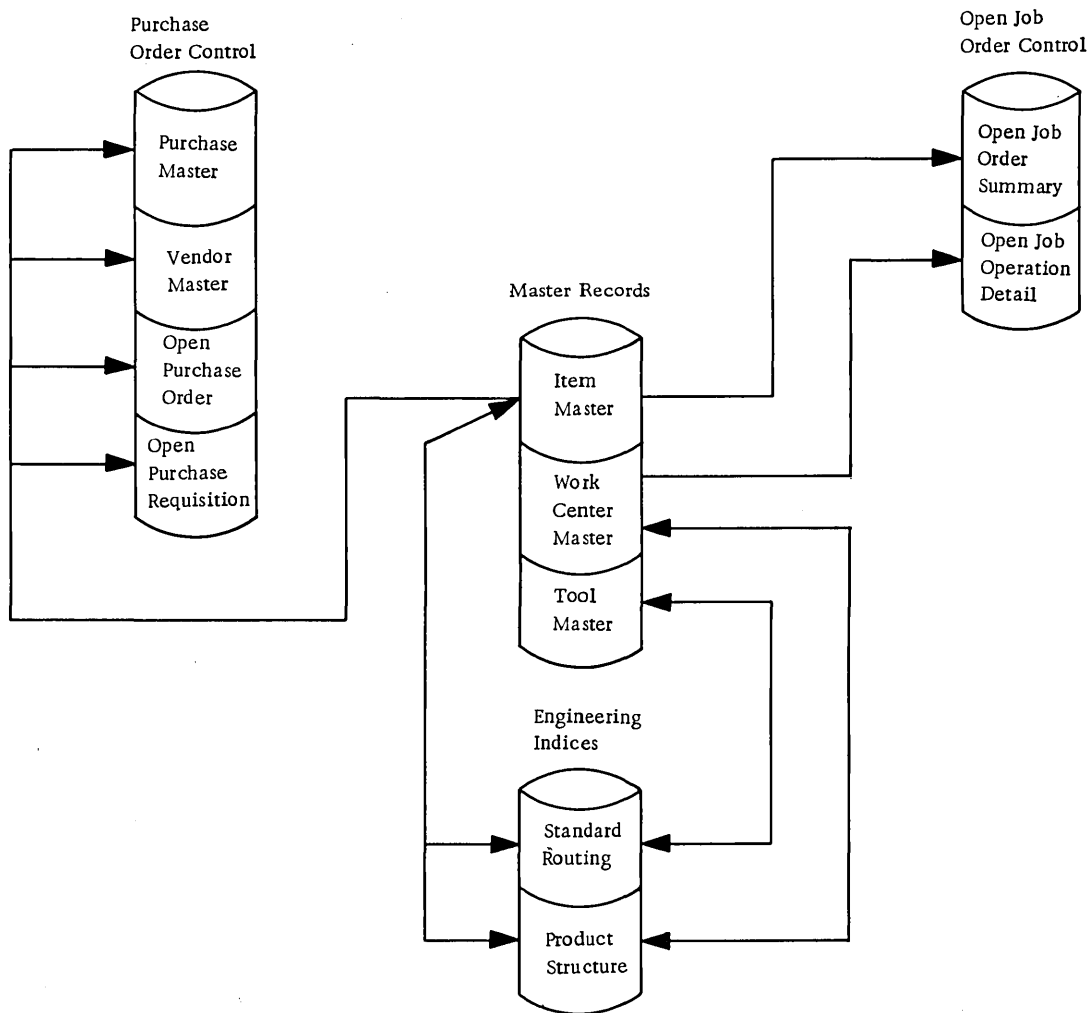 Purchase
Order Control
Purchase
Master
Vendor
Master
Open
Purchase
Order
Open
Purchase
Requisition
Master Records
Item
Master
Work
Center
Master
Tool
Master
Engineering
Indices
Standard
Routing
Product
Structure
Open Job
Order Control
Open Job
Order
Summary
Open Job
Operation
Detail